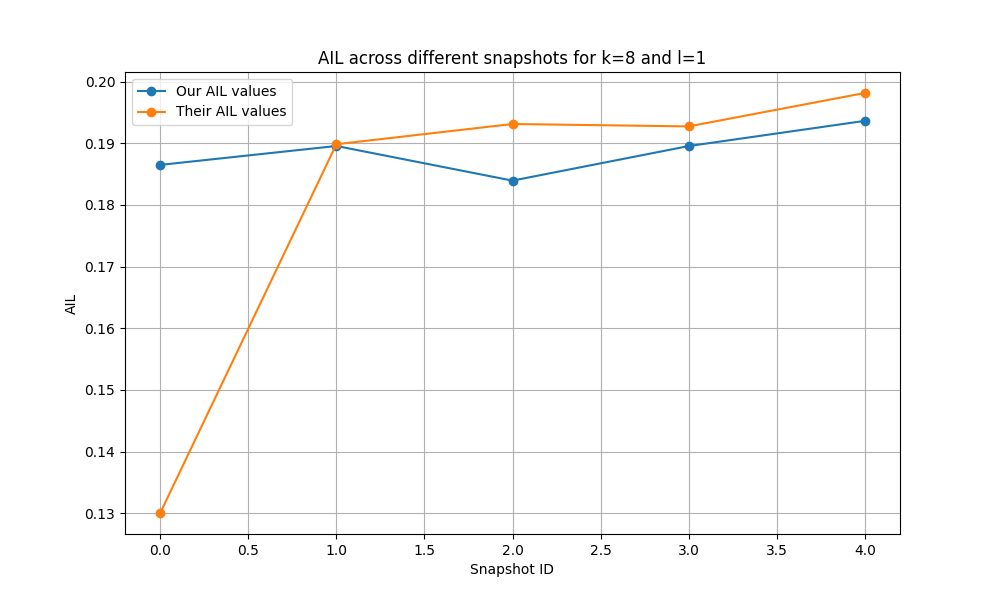 AIL across different snapshots for k=8 and l=1
Our AIL values
Their AIL values
0.20
0.19
0.18
0.17
0.16
0.15
0.14
0.13
AIL
0.0 0.5 1.0 1.5 2.0 2.5 3.0 3.5 4.0
Snapshot ID